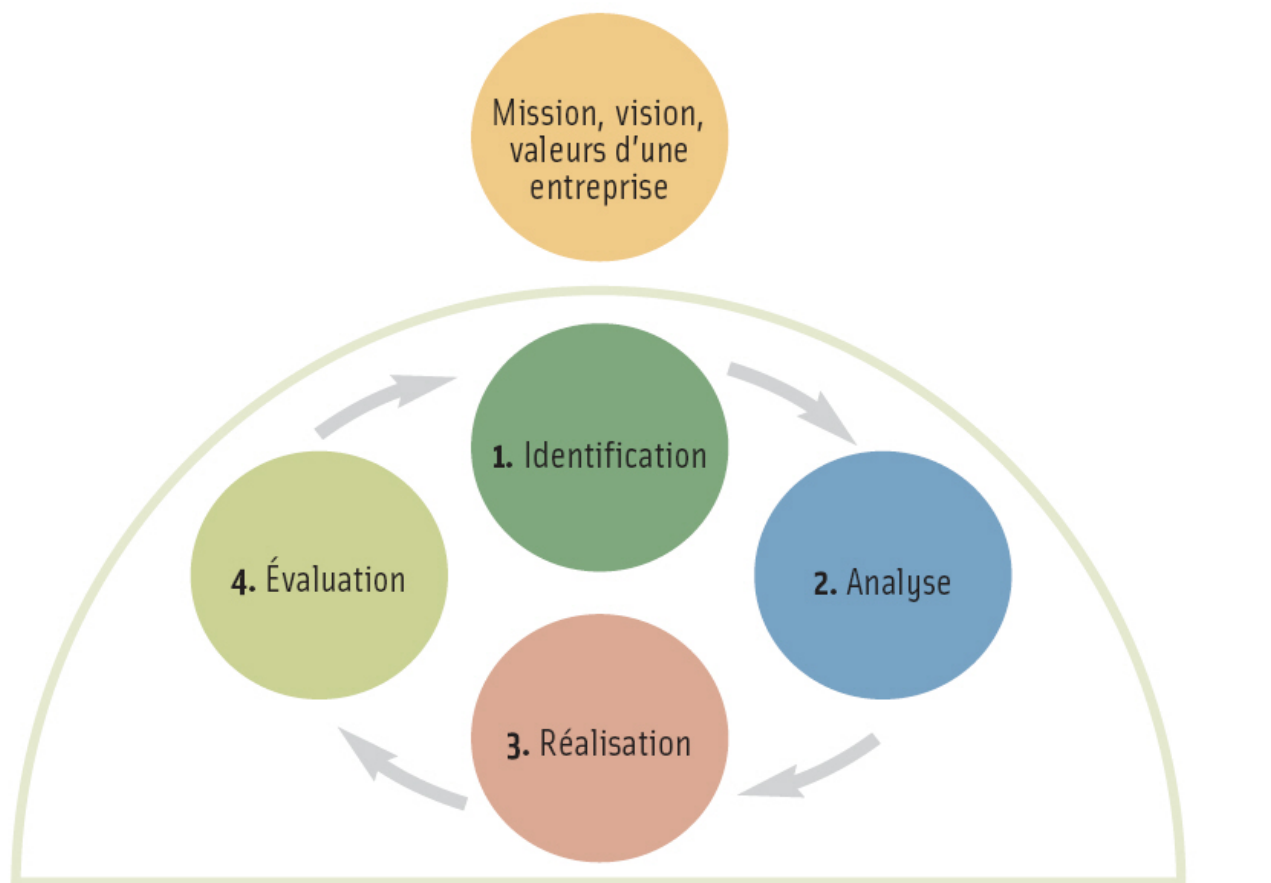 Mission, vision,
valeurs d'une
entreprise
1. Identification
4. Évaluation
2. Analyse
3. Réalisation